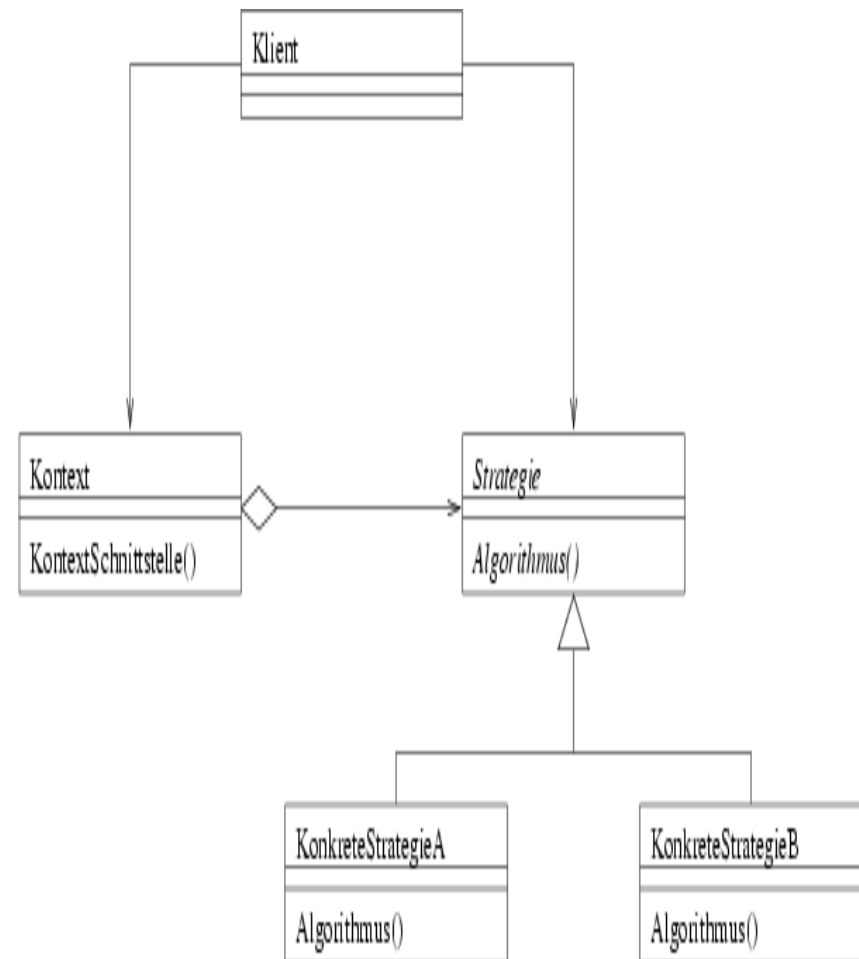 Klient
Kontext
KontextSchnittstelle()
Strategie
Algorithmus()
KonkreteStrategieA
Algorithmus()
KonkreteStrategieB
Algorithmus()